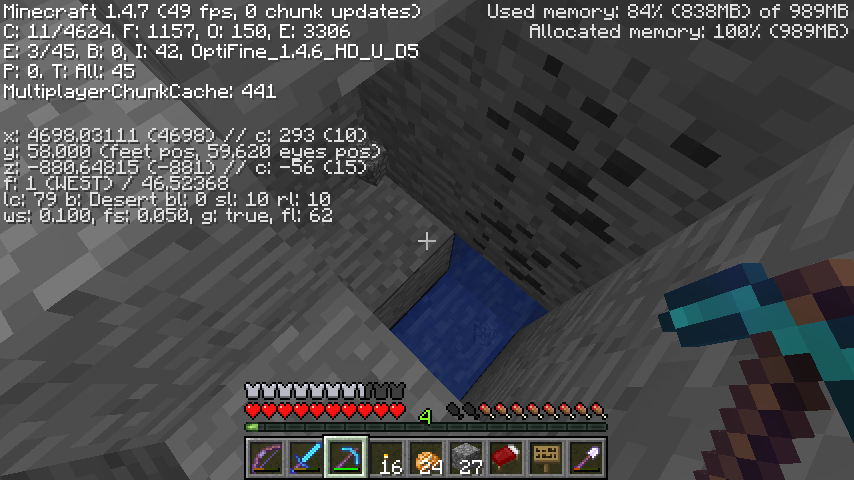 Minecraft 1.4.7 (49 fps, 0 chunk updates)
C: 11/4624, F: 1157, O: 150, E: 3306
E: 3/45, B: 0, I: 42, OptiFine_1.4.6_HD_U_D5
P: 0, T: All: 45
MultiplayerChunkCache: 441
Used memory: 84% (838MB) of 989MB
Allocated memory: 100% (989MB)
x: 4698.03111 (4698) // c: 293 (10)
y: 58.000 (feet pos, 59.620 eyes pos)
z: -880.64815 (-881) // c: -56 (15)
f: 1 (WEST) / 46.52368
lc: 79 b: Desert bl: 0 sl: 10 rl: 10
ws: 0.100, fs: 0.050, g: true, fl: 62
4
16 24 27